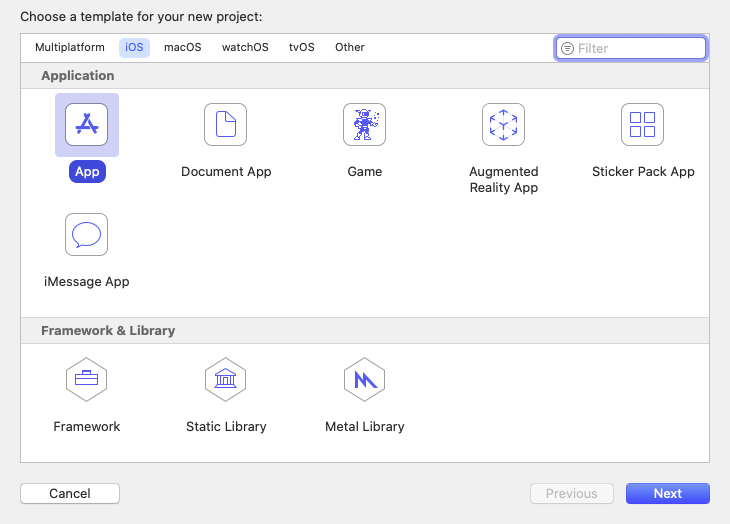 Choose a template for your new project:
Multiplatform iOS macOS watchOS tvOS Other
Filter
Application
App Document App Game Augmented Reality App Sticker Pack App
iMessage App
Framework & Library
Framework Static Library Metal Library
Cancel Previous Next